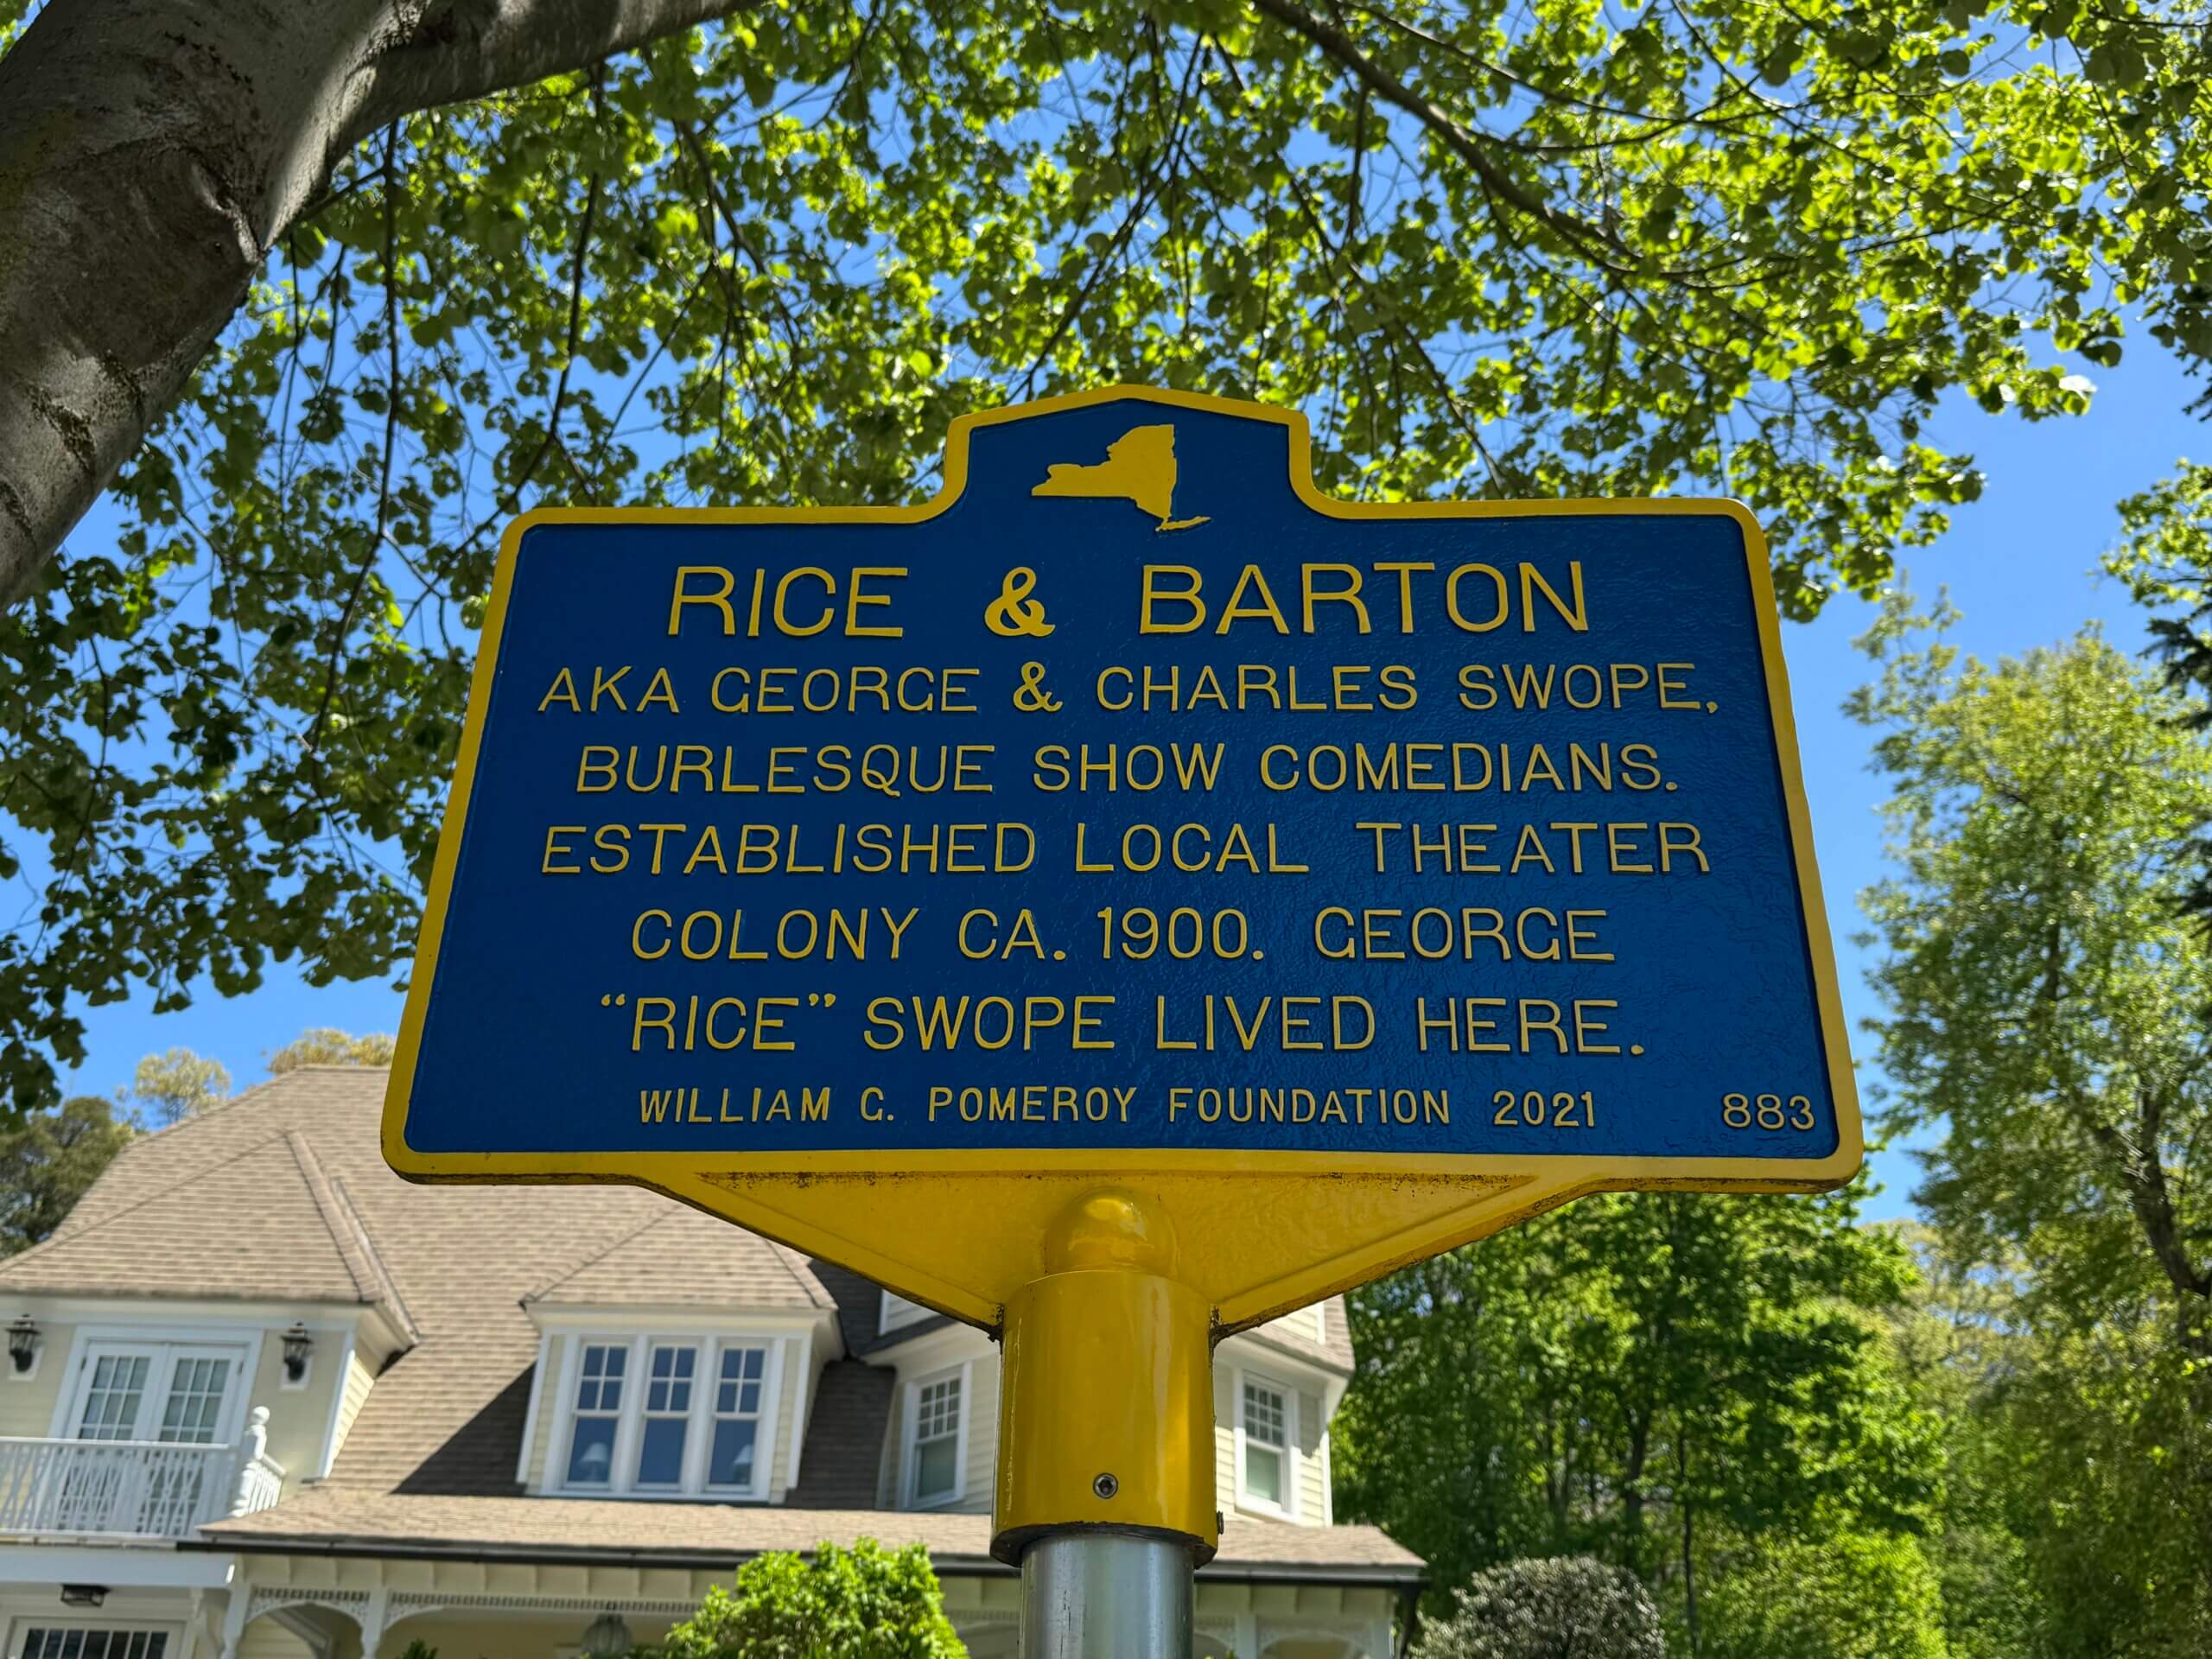 RICE & BARTON
AKA GEORGE & CHARLES SWOPE,
BURLESQUE SHOW COMEDIANS.
ESTABLISHED LOCAL THEATER
COLONY CA. 1900. GEORGE
“RICE” SWOPE LIVED HERE.
WILLIAM G. POMEROY FOUNDATION 2021 883